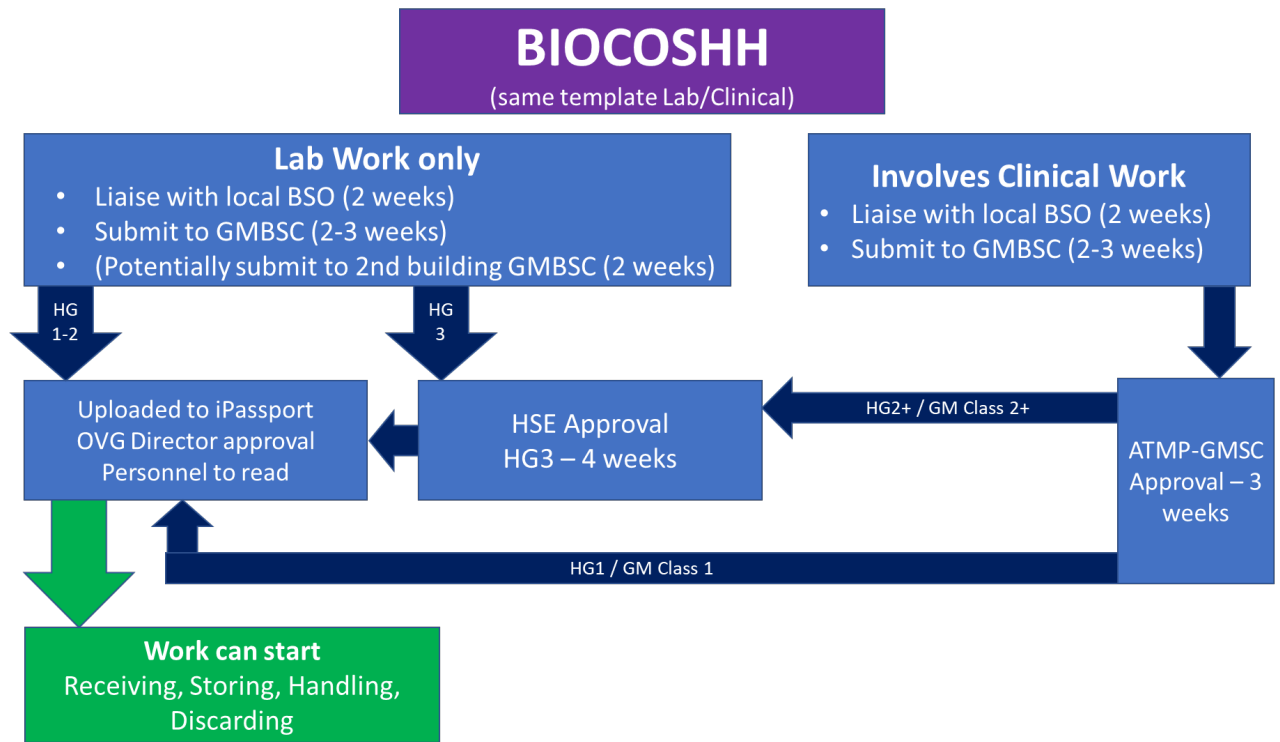 BIOCOSHH
(same template Lab/Clinical)
Lab Work only
• Liaise with local BSO (2 weeks)
• Submit to GMBSC (2-3 weeks)
• (Potentially submit to 2nd building GMBSC (2 weeks)
Involves Clinical Work
• Liaise with local BSO (2 weeks)
• Submit to GMBSC (2-3 weeks)
HG
1-2
HG
3
Uploaded to iPassport
OVG Director approval
Personnel to read
HSE Approval
HG3 – 4 weeks
HG2+ / GM Class 2+
ATMP-GMSC
Approval – 3
weeks
HG1 / GM Class 1
Work can start
Receiving, Storing, Handling,
Discarding